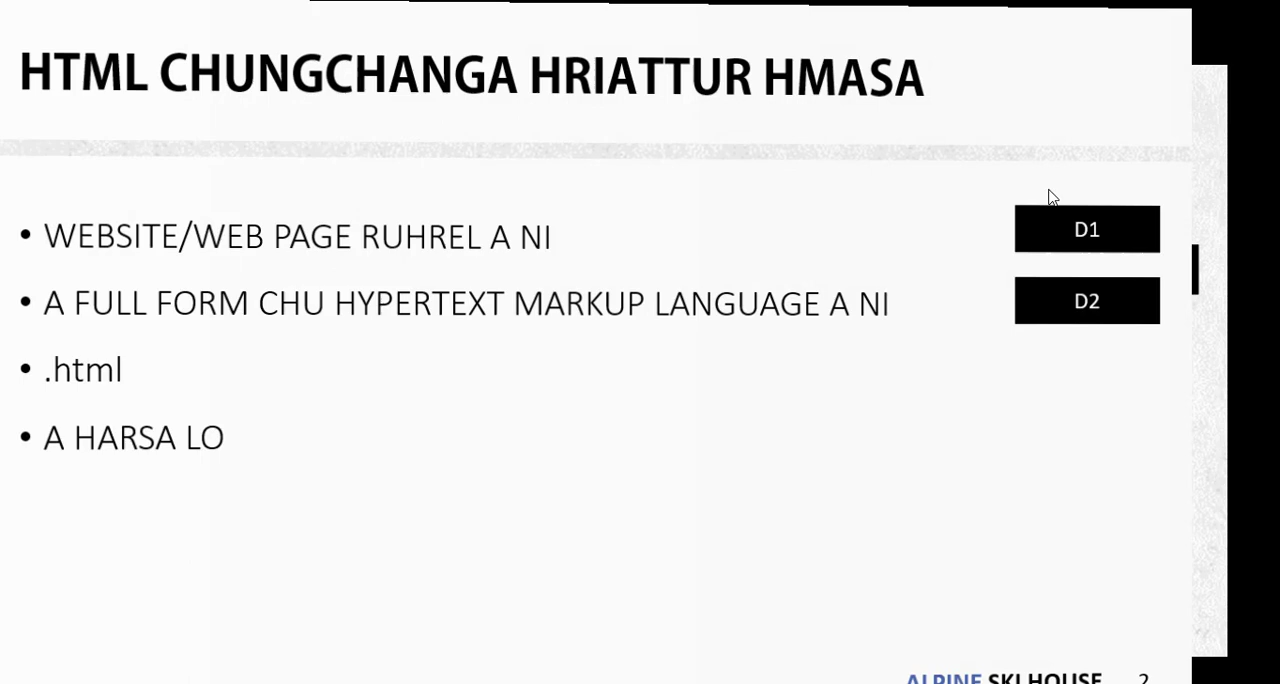 HTML CHUNGCHANGA HRIATTUR HMASA
• WEBSITE/WEB PAGE RUHREL A NI
D1
• A FULL FORM CHU HYPERTEXT MARKUP LANGUAGE A NI
D2
• .html
• A HARSA LO
ALPINE SKI HOUSE 2